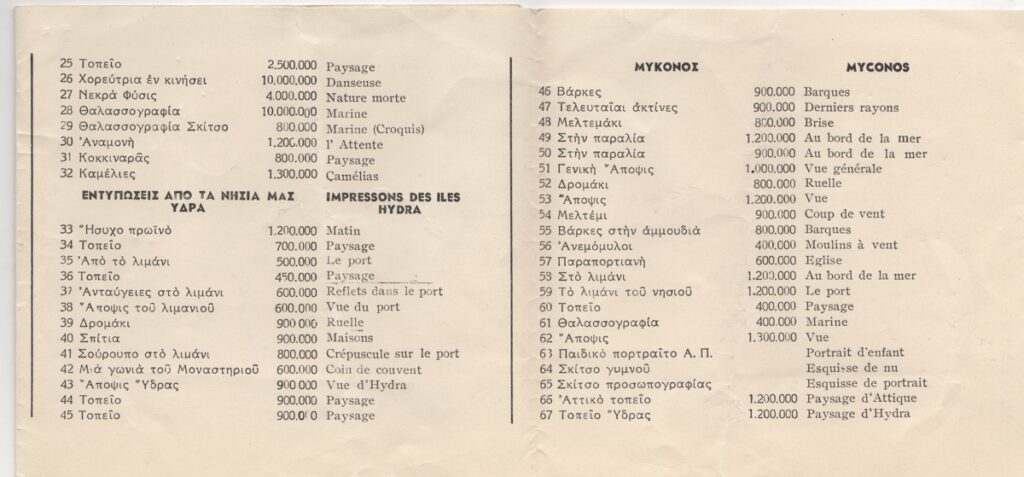 25 Τοπεῖο 2,500.000 Paysage
26 Χορεύτρια ἐν κινήσει 10,000.000 Danseuse
27 Νεκρὰ Φύσις 4.000.000 Nature morte
28 Θαλασσογραφία 10.000.000 Marine
29 Θαλασσογραφία Σκίτσο 800.000 Marine (Croquis)
30 Ἀναμονὴ 1.200.000 l' Attente
31 Κοκκιναρᾶς 800.000 Paysage
32 Καμέλιες 1.300.000 Çamélias
ΕΝΤΥΠΩΣΕΙΣ ΑΠΟ ΤΑ ΝΗΣΙΑ ΜΑΣ IMPRESSONS DES ILES
ΥΔΡΑ HYDRA
33 Ἥσυχο πρωϊνὸ 1.200.000 Matin
34 Τοπεῖο 700.000 Paysage
35 Ἀπὸ τὸ λιμάνι 500.000 Le port
36 Τοπεῖο 450.000 Paysage
37 Ἀνταύγειες στὸ λιμάνι 600.000 Reflets dans le port
38 Ἄποψις τοῦ λιμανιοῦ 600.000 Vue du port
39 Δρομάκι 900.000 Ruelle
40 Σπίτια 900.000 Maisons
41 Σούρουπο στὸ λιμάνι 800.000 Crépuscule sur le port
42 Μιὰ γωνιὰ τοῦ Μοναστηριοῦ 600.000 Coin de couvent
43 Ἄποψις Ὕδρας 900.000 Vue d'Hydra
44 Τοπεῖο 900.000 Paysage
45 Τοπεῖο 900.000 Paysage
ΜΥΚΟΝΟΣ MYCONOS
46 Βάρκες 900.000 Barques
47 Τελευταῖαι ἀκτίνες 900.000 Derniers rayons
48 Μελτεμάκι 800.000 Brise
49 Στὴν παραλία 1.200.000 Au bord de la mer
50 Στὴν παραλία 900.000 Au bord de la mer
51 Γενικὴ Ἄποψις 1.000.000 Vue générale
52 Δρομάκι 800.000 Ruelle
53 Ἄποψις 1.200.000 Vue
54 Μελτέμι 900.000 Coup de vent
55 Βάρκες στὴν ἀμμουδιὰ 800.000 Barques
56 Ἀνεμόμυλοι 400.000 Moulins à vent
57 Παραπορτιανὴ 600.000 Eglise
58 Στὸ λιμάνι 1.200.000 Au bord de la mer
59 Τὸ λιμάνι τοῦ νησιοῦ 1.200.000 Le port
60 Τοπεῖο 400.000 Paysage
61 Θαλασσογραφία 400.000 Marine
62 Ἄποψις 1.300.000 Vue
63 Παιδικὸ πορτραῖτο Α. Π. Portrait d'enfant
64 Σκίτσο γυμνοῦ Esquisse de nu
65 Σκίτσο προσωπογραφίας Esquisse de portrait
66 Ἀττικὸ τοπεῖο 1.200.000 Paysage d'Attique
67 Τοπεῖο Ὕδρας 1.200.000 Paysage d'Hydra